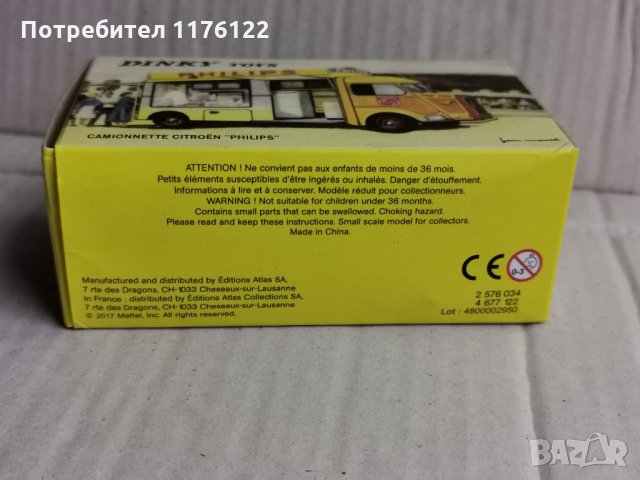 Потребител 1176122
DINKY TOYS
PHILIPS
PHILIPS
CAMIONNETTE CITROËN "PHILIPS"
ATTENTION ! Ne convient pas aux enfants de moins de 36 mois.
Petits éléments susceptibles d'être ingérés ou inhalés. Danger d'étouffement.
Informations à lire et à conserver. Modèle réduit pour collectionneurs.
WARNING ! Not suitable for children under 36 months.
Contains small parts that can be swallowed. Choking hazard.
Please read and keep these instructions. Small scale model for collectors.
Made in China.
CE
0-3
Manufactured and distributed by Éditions Atlas SA,
7 rte des Dragons, CH-1033 Cheseaux-sur-Lausanne
In France : distributed by Éditions Atlas Collections SA,
7 rte des Dragons, CH-1033 Cheseaux-sur-Lausanne
© 2017 Mattel, Inc. All rights reserved.
2 576 034
4 677 122
Lot : 4800002950
BAZAR